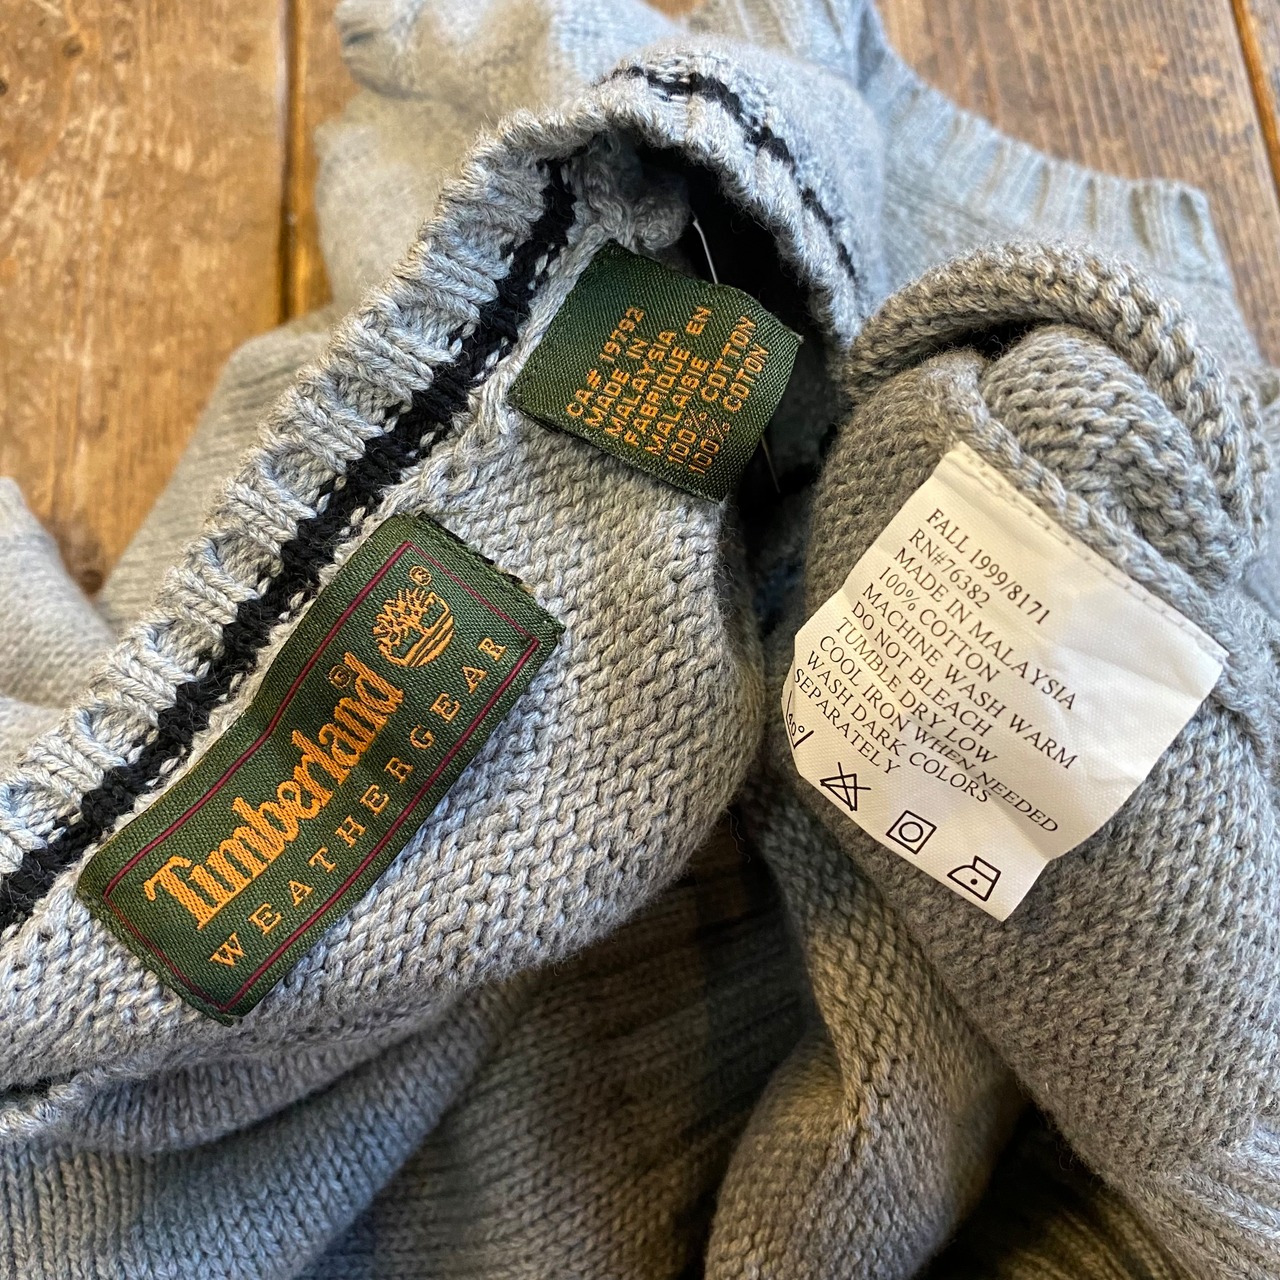 Timberland®
®
WEATHERGEAR
CA# 19792
MADE IN
MALAYSIA
FABRIQUE EN
MALAISIE
100% COTTON
100% COTON
FALL 1999/8171
RN#76382
MADE IN MALAYSIA
100% COTTON
MACHINE WASH WARM
DO NOT BLEACH
TUMBLE DRY LOW
COOL IRON WHEN NEEDED
WASH DARK COLORS
SEPARATELY